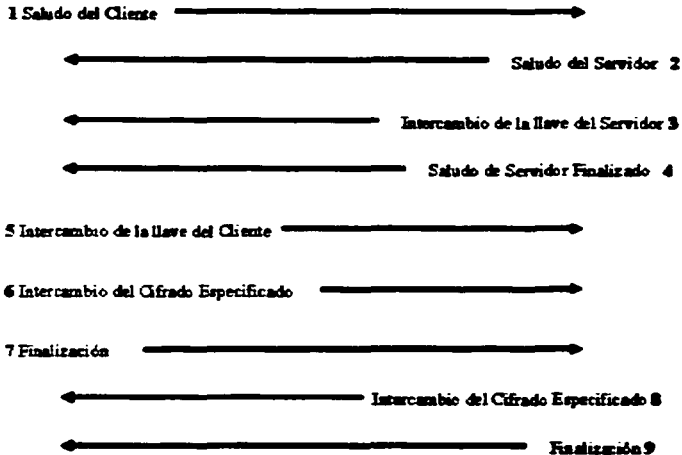 1 Saludo del Cliente
Saludo del Servidor 2
Intercambio de la llave del Servidor 3
Saludo de Servidor Finalizado 4
5 Intercambio de la llave del Cliente
6 Intercambio del Cifrado Especificado
7 Finalización
Intercambio del Cifrado Especificado 8
Finalización 9